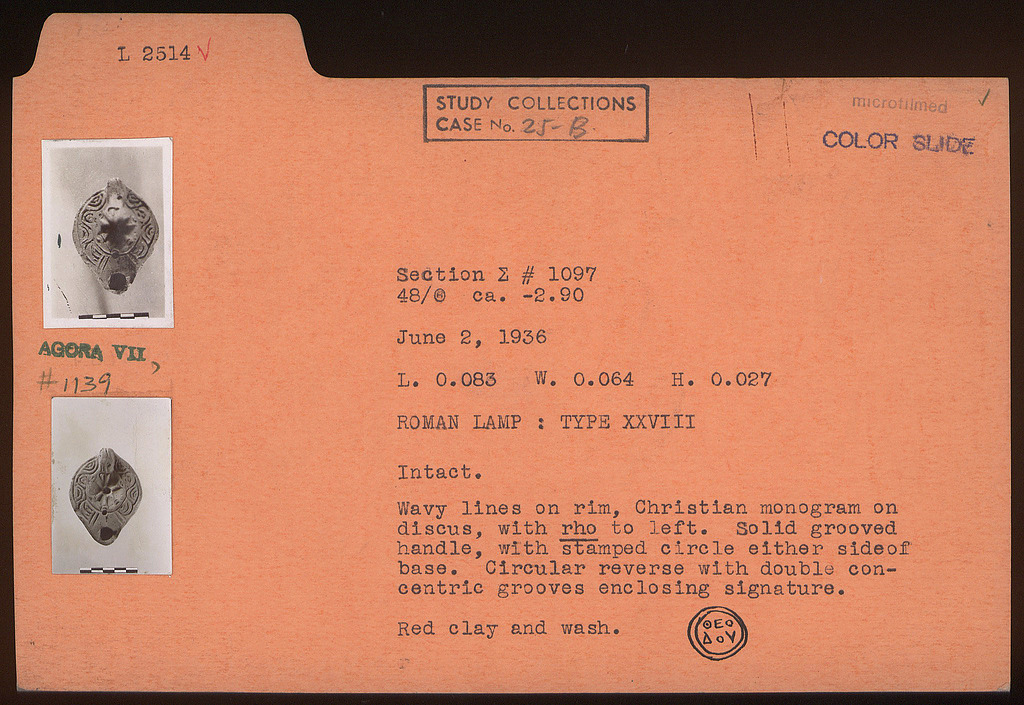 L 2514 ✓
STUDY COLLECTIONS
CASE No. 25-B
microfilmed ✓
COLOR SLIDE
AGORA VII,
# 1139
Section Σ # 1097
48/ ca. -2.90
June 2, 1936
L. 0.083 W. 0.064 H. 0.027
ROMAN LAMP : TYPE XXVIII
Intact.
Wavy lines on rim, Christian monogram on
discus, with rho to left. Solid grooved
handle, with stamped circle either sideof
base. Circular reverse with double con-
centric grooves enclosing signature.
Red clay and wash.
ΘΕΟ
ΔΟΥ